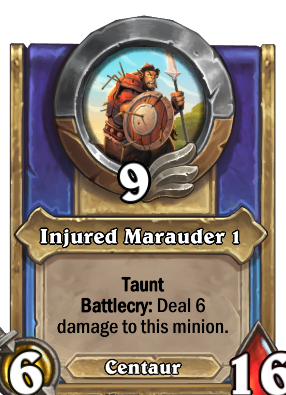 9
Injured Marauder 1
Taunt
Battlecry: Deal 6
damage to this minion.
6
Centaur
16